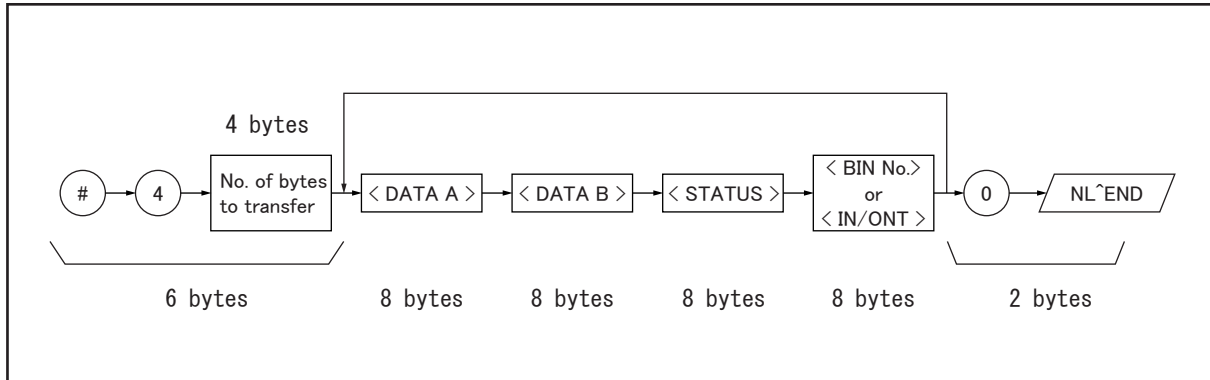 4 bytes
#
4
No. of bytes
to transfer
< DATA A >
< DATA B >
< STATUS >
< BIN No.>
or
< IN/ONT >
0
NL^END
6 bytes
8 bytes
8 bytes
8 bytes
8 bytes
2 bytes